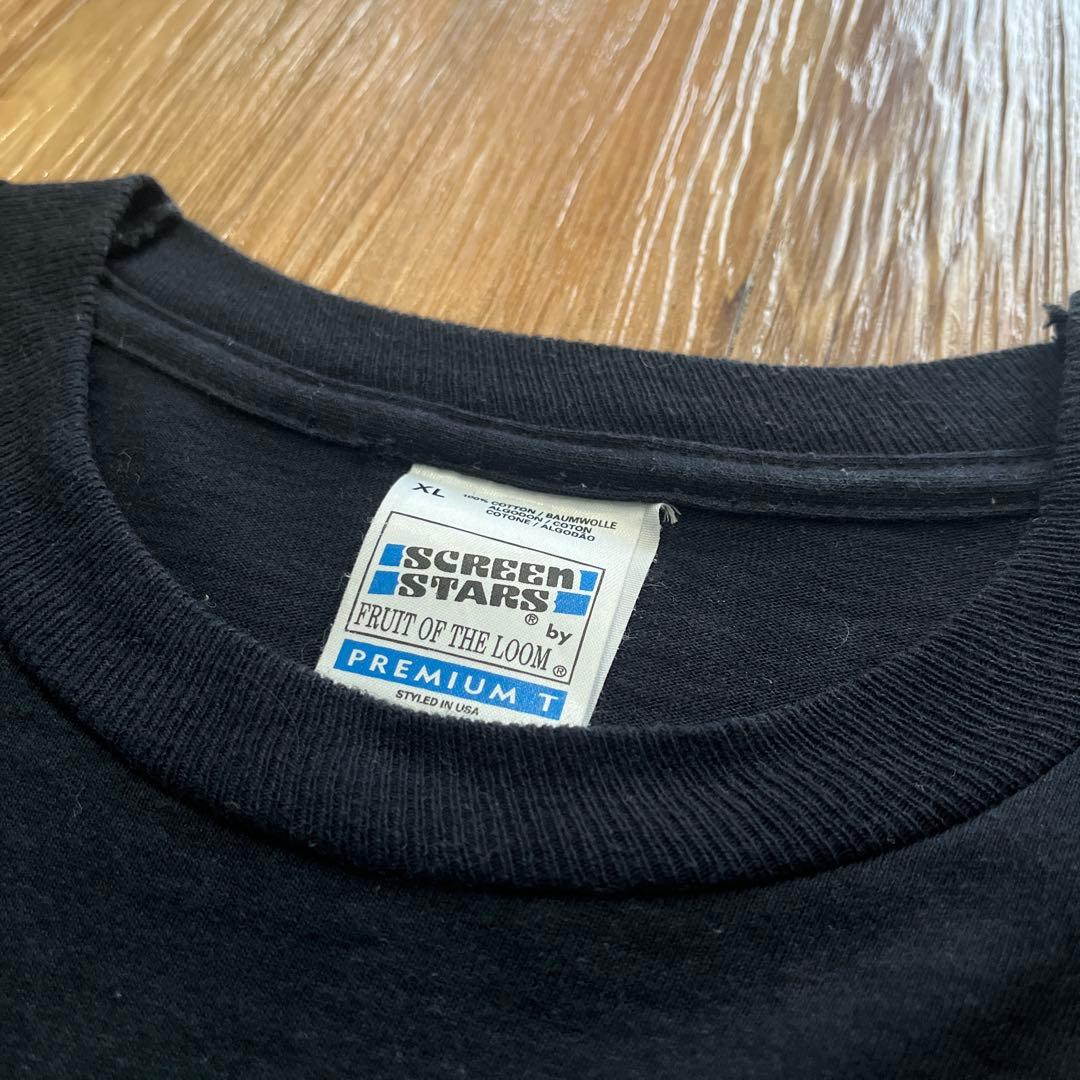 XL
100% COTTON / BAUMWOLLE
ALGODON / COTON
COTONE / ALGODÃO
SCREEN
STARS ®
by
FRUIT OF THE LOOM ®
PREMIUM T
STYLED IN USA